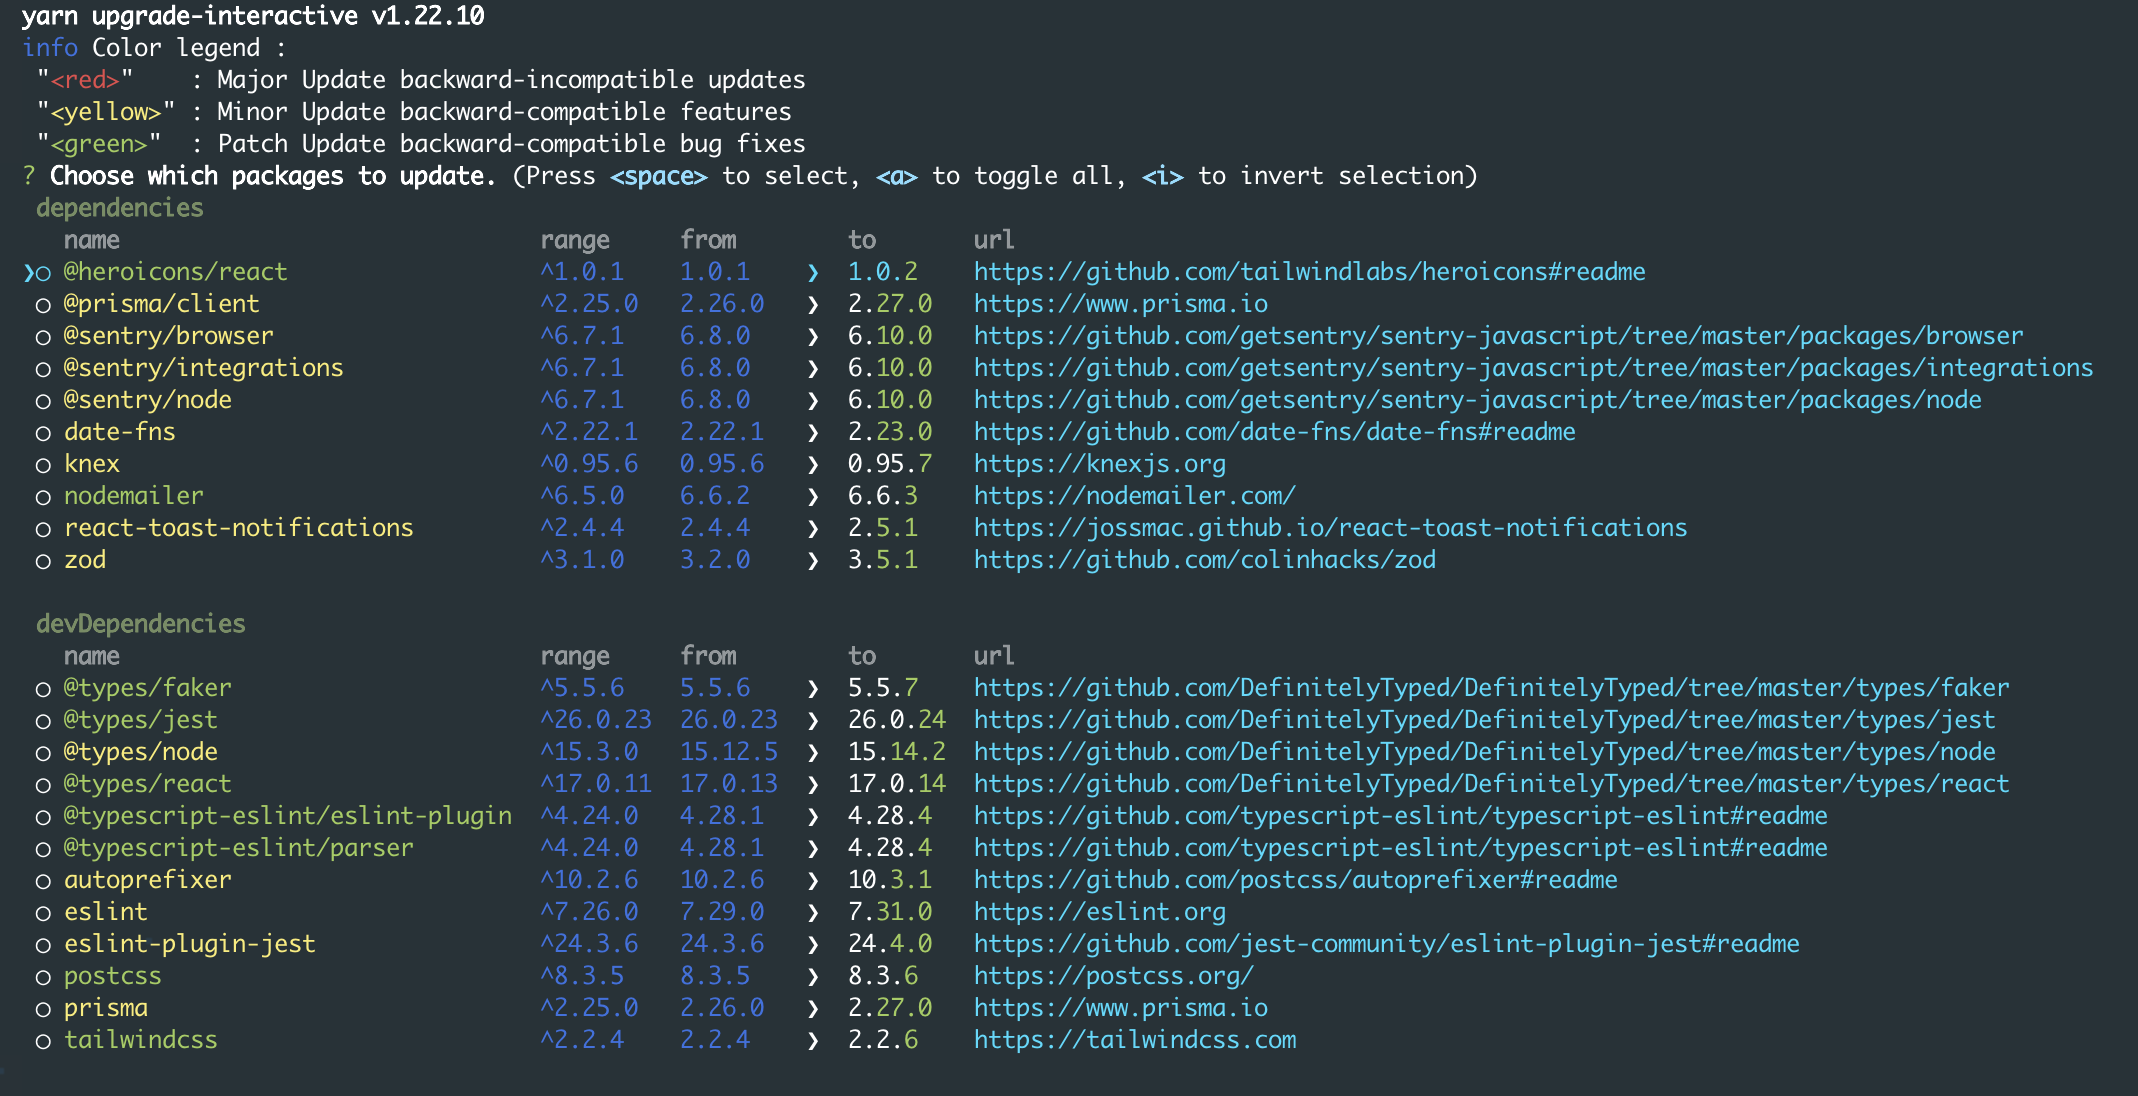 yarn upgrade-interactive v1.22.10
info Color legend :
"<red>" : Major Update backward-incompatible updates
"<yellow>" : Minor Update backward-compatible features
"<green>" : Patch Update backward-compatible bug fixes
? Choose which packages to update. (Press <space> to select, <a> to toggle all, <i> to invert selection)
dependencies
name range from to url
❯◯ @heroicons/react ^1.0.1 1.0.1 ❯ 1.0.2 https://github.com/tailwindlabs/heroicons#readme
◯ @prisma/client ^2.25.0 2.26.0 ❯ 2.27.0 https://www.prisma.io
◯ @sentry/browser ^6.7.1 6.8.0 ❯ 6.10.0 https://github.com/getsentry/sentry-javascript/tree/master/packages/browser
◯ @sentry/integrations ^6.7.1 6.8.0 ❯ 6.10.0 https://github.com/getsentry/sentry-javascript/tree/master/packages/integrations
◯ @sentry/node ^6.7.1 6.8.0 ❯ 6.10.0 https://github.com/getsentry/sentry-javascript/tree/master/packages/node
◯ date-fns ^2.22.1 2.22.1 ❯ 2.23.0 https://github.com/date-fns/date-fns#readme
◯ knex ^0.95.6 0.95.6 ❯ 0.95.7 https://knexjs.org
◯ nodemailer ^6.5.0 6.6.2 ❯ 6.6.3 https://nodemailer.com/
◯ react-toast-notifications ^2.4.4 2.4.4 ❯ 2.5.1 https://jossmac.github.io/react-toast-notifications
◯ zod ^3.1.0 3.2.0 ❯ 3.5.1 https://github.com/colinhacks/zod
devDependencies
name range from to url
◯ @types/faker ^5.5.6 5.5.6 ❯ 5.5.7 https://github.com/DefinitelyTyped/DefinitelyTyped/tree/master/types/faker
◯ @types/jest ^26.0.23 26.0.23 ❯ 26.0.24 https://github.com/DefinitelyTyped/DefinitelyTyped/tree/master/types/jest
◯ @types/node ^15.3.0 15.12.5 ❯ 15.14.2 https://github.com/DefinitelyTyped/DefinitelyTyped/tree/master/types/node
◯ @types/react ^17.0.11 17.0.13 ❯ 17.0.14 https://github.com/DefinitelyTyped/DefinitelyTyped/tree/master/types/react
◯ @typescript-eslint/eslint-plugin ^4.24.0 4.28.1 ❯ 4.28.4 https://github.com/typescript-eslint/typescript-eslint#readme
◯ @typescript-eslint/parser ^4.24.0 4.28.1 ❯ 4.28.4 https://github.com/typescript-eslint/typescript-eslint#readme
◯ autoprefixer ^10.2.6 10.2.6 ❯ 10.3.1 https://github.com/postcss/autoprefixer#readme
◯ eslint ^7.26.0 7.29.0 ❯ 7.31.0 https://eslint.org
◯ eslint-plugin-jest ^24.3.6 24.3.6 ❯ 24.4.0 https://github.com/jest-community/eslint-plugin-jest#readme
◯ postcss ^8.3.5 8.3.5 ❯ 8.3.6 https://postcss.org/
◯ prisma ^2.25.0 2.26.0 ❯ 2.27.0 https://www.prisma.io
◯ tailwindcss ^2.2.4 2.2.4 ❯ 2.2.6 https://tailwindcss.com